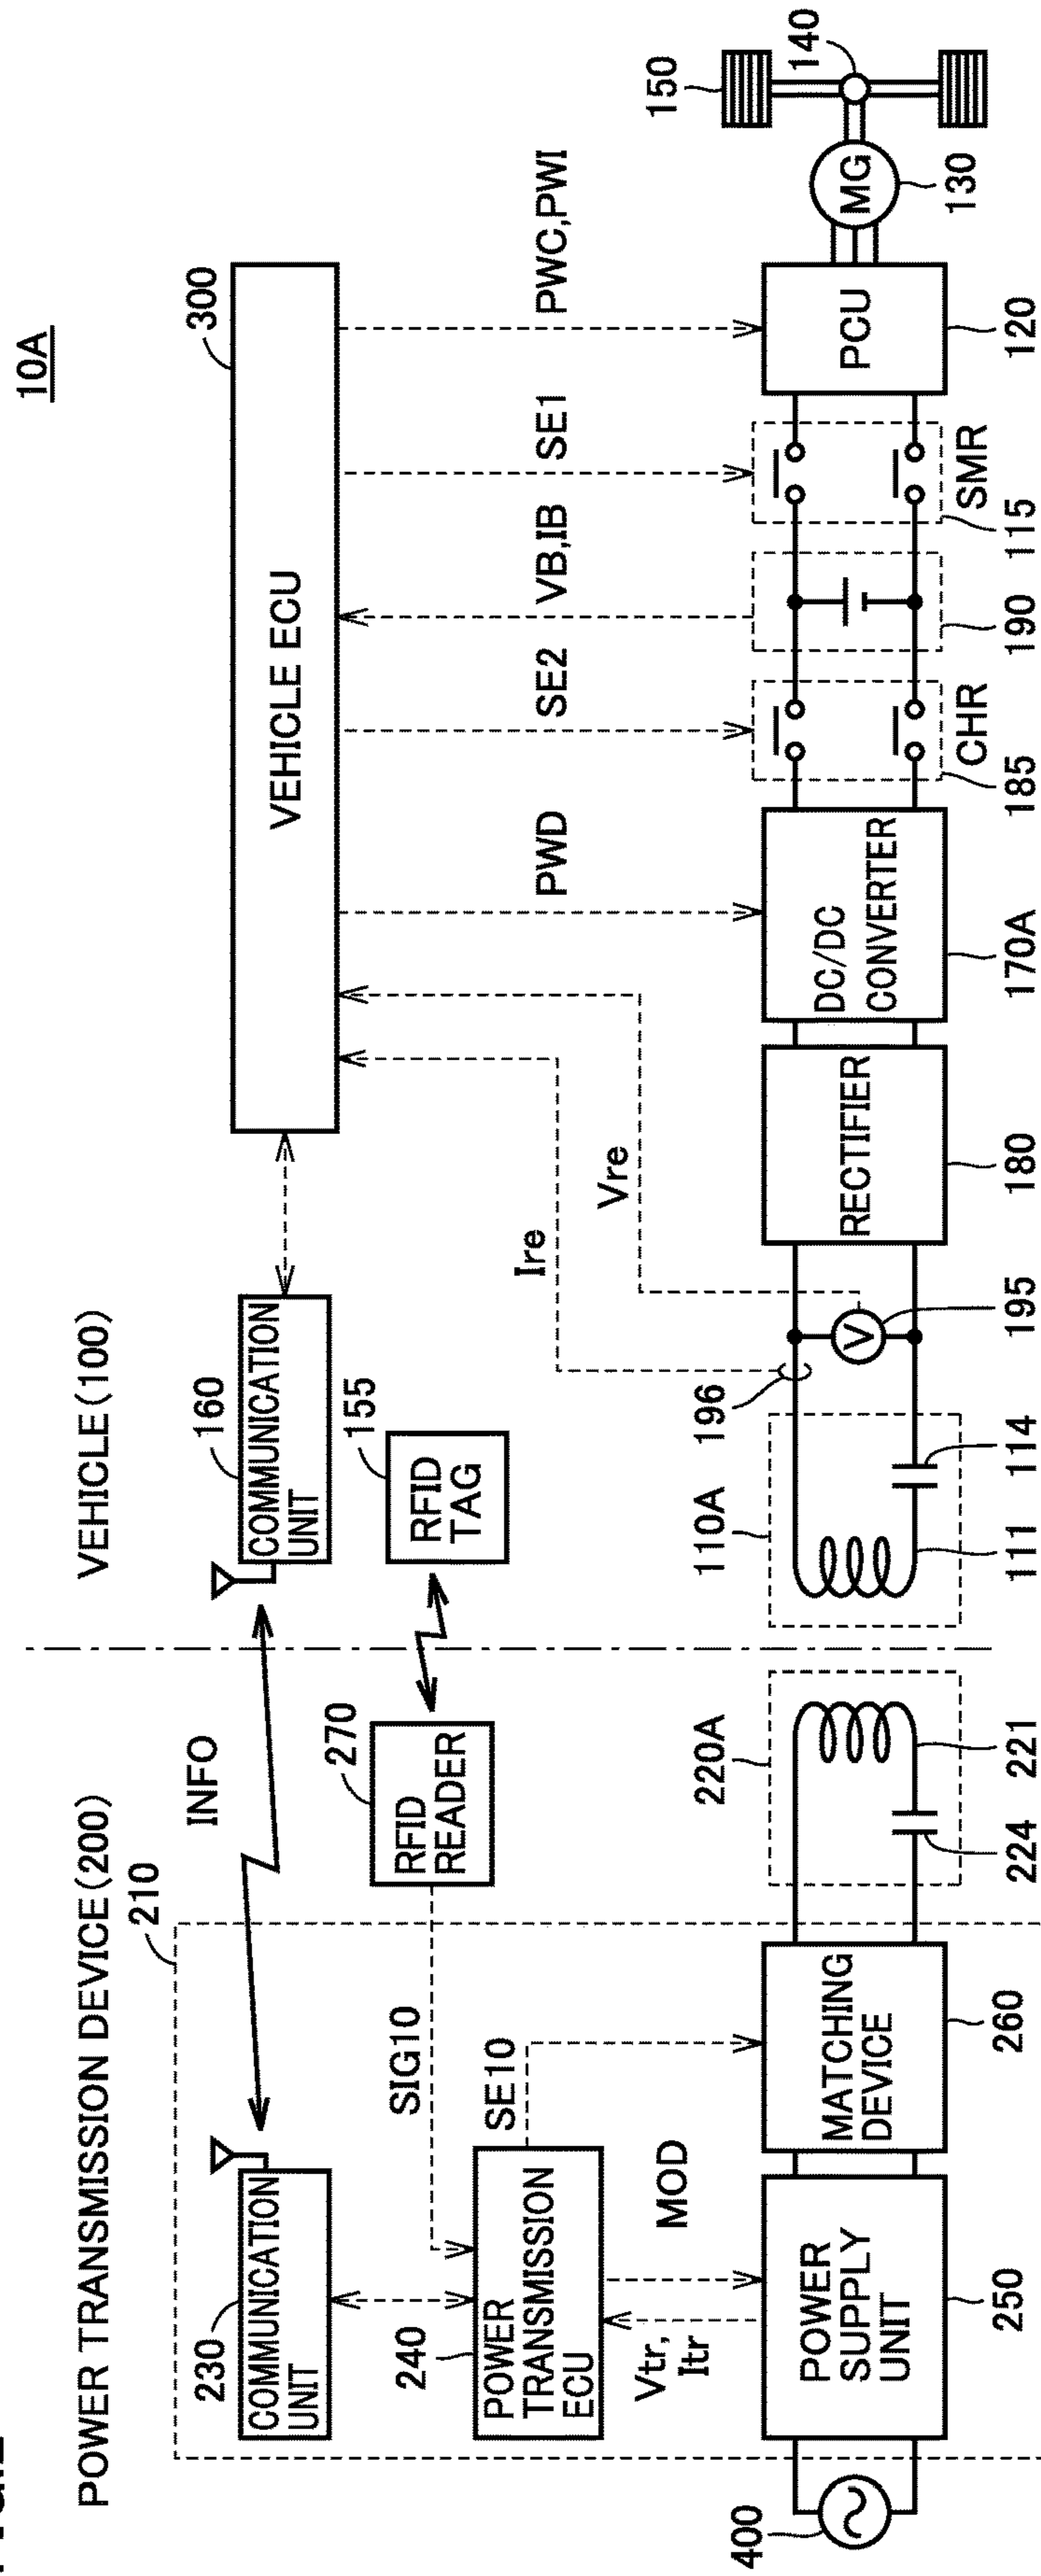 10A
POWER TRANSMISSION DEVICE(200)
VEHICLE(100)
210
INFO
230
COMMUNICATION
UNIT
160
COMMUNICATION
UNIT
300
VEHICLE ECU
270
RFID
READER
155
RFID
TAG
SIG10
240
POWER
TRANSMISSION
ECU
SE10
MOD
Vtr,
Itr
Ire
Vre
PWD
SE2
VB,IB
SE1
PWC,PWI
400
POWER
SUPPLY
UNIT
250
MATCHING
DEVICE
260
220A
224
221
110A
111
114
196
V
195
RECTIFIER
180
DC/DC
CONVERTER
170A
CHR
185
190
SMR
115
PCU
120
MG
130
140
150